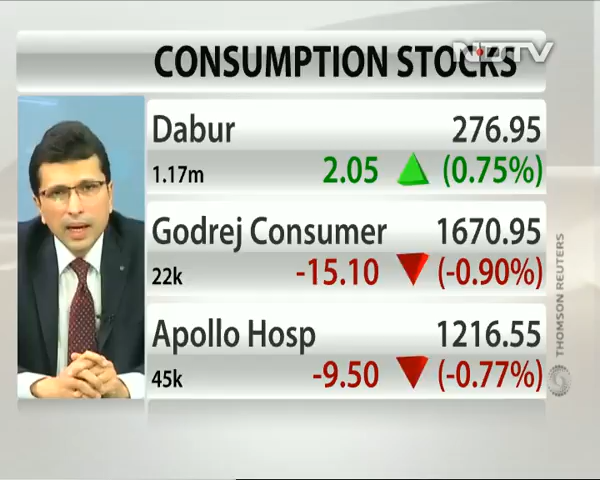 NDTV
CONSUMPTION STOCKS
Dabur 276.95
1.17m 2.05 (0.75%)
Godrej Consumer 1670.95
22k -15.10 (-0.90%)
Apollo Hosp 1216.55
45k -9.50 (-0.77%)
THOMSON REUTERS